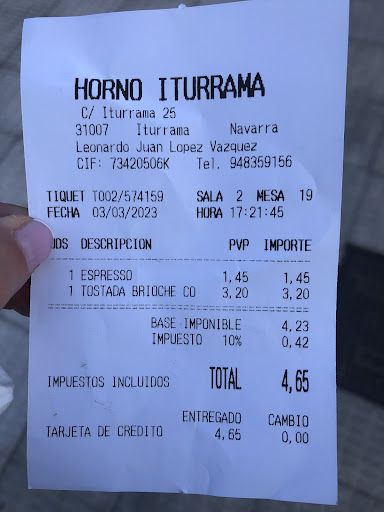 HORNO ITURRAMA
C/ Iturrama 25
31007 Iturrama Navarra
Leonardo Juan Lopez Vazquez
CIF: 73420506K Tel. 948359156
TIQUET T002/574159 SALA 2 MESA 19
FECHA 03/03/2023 HORA 17:21:45
UDS DESCRIPCION PVP IMPORTE
1 ESPRESSO 1,45 1,45
1 TOSTADA BRIOCHE CO 3,20 3,20
BASE IMPONIBLE 4,23
IMPUESTO 10% 0,42
IMPUESTOS INCLUIDOS TOTAL 4,65
ENTREGADO CAMBIO
TARJETA DE CREDITO 4,65 0,00